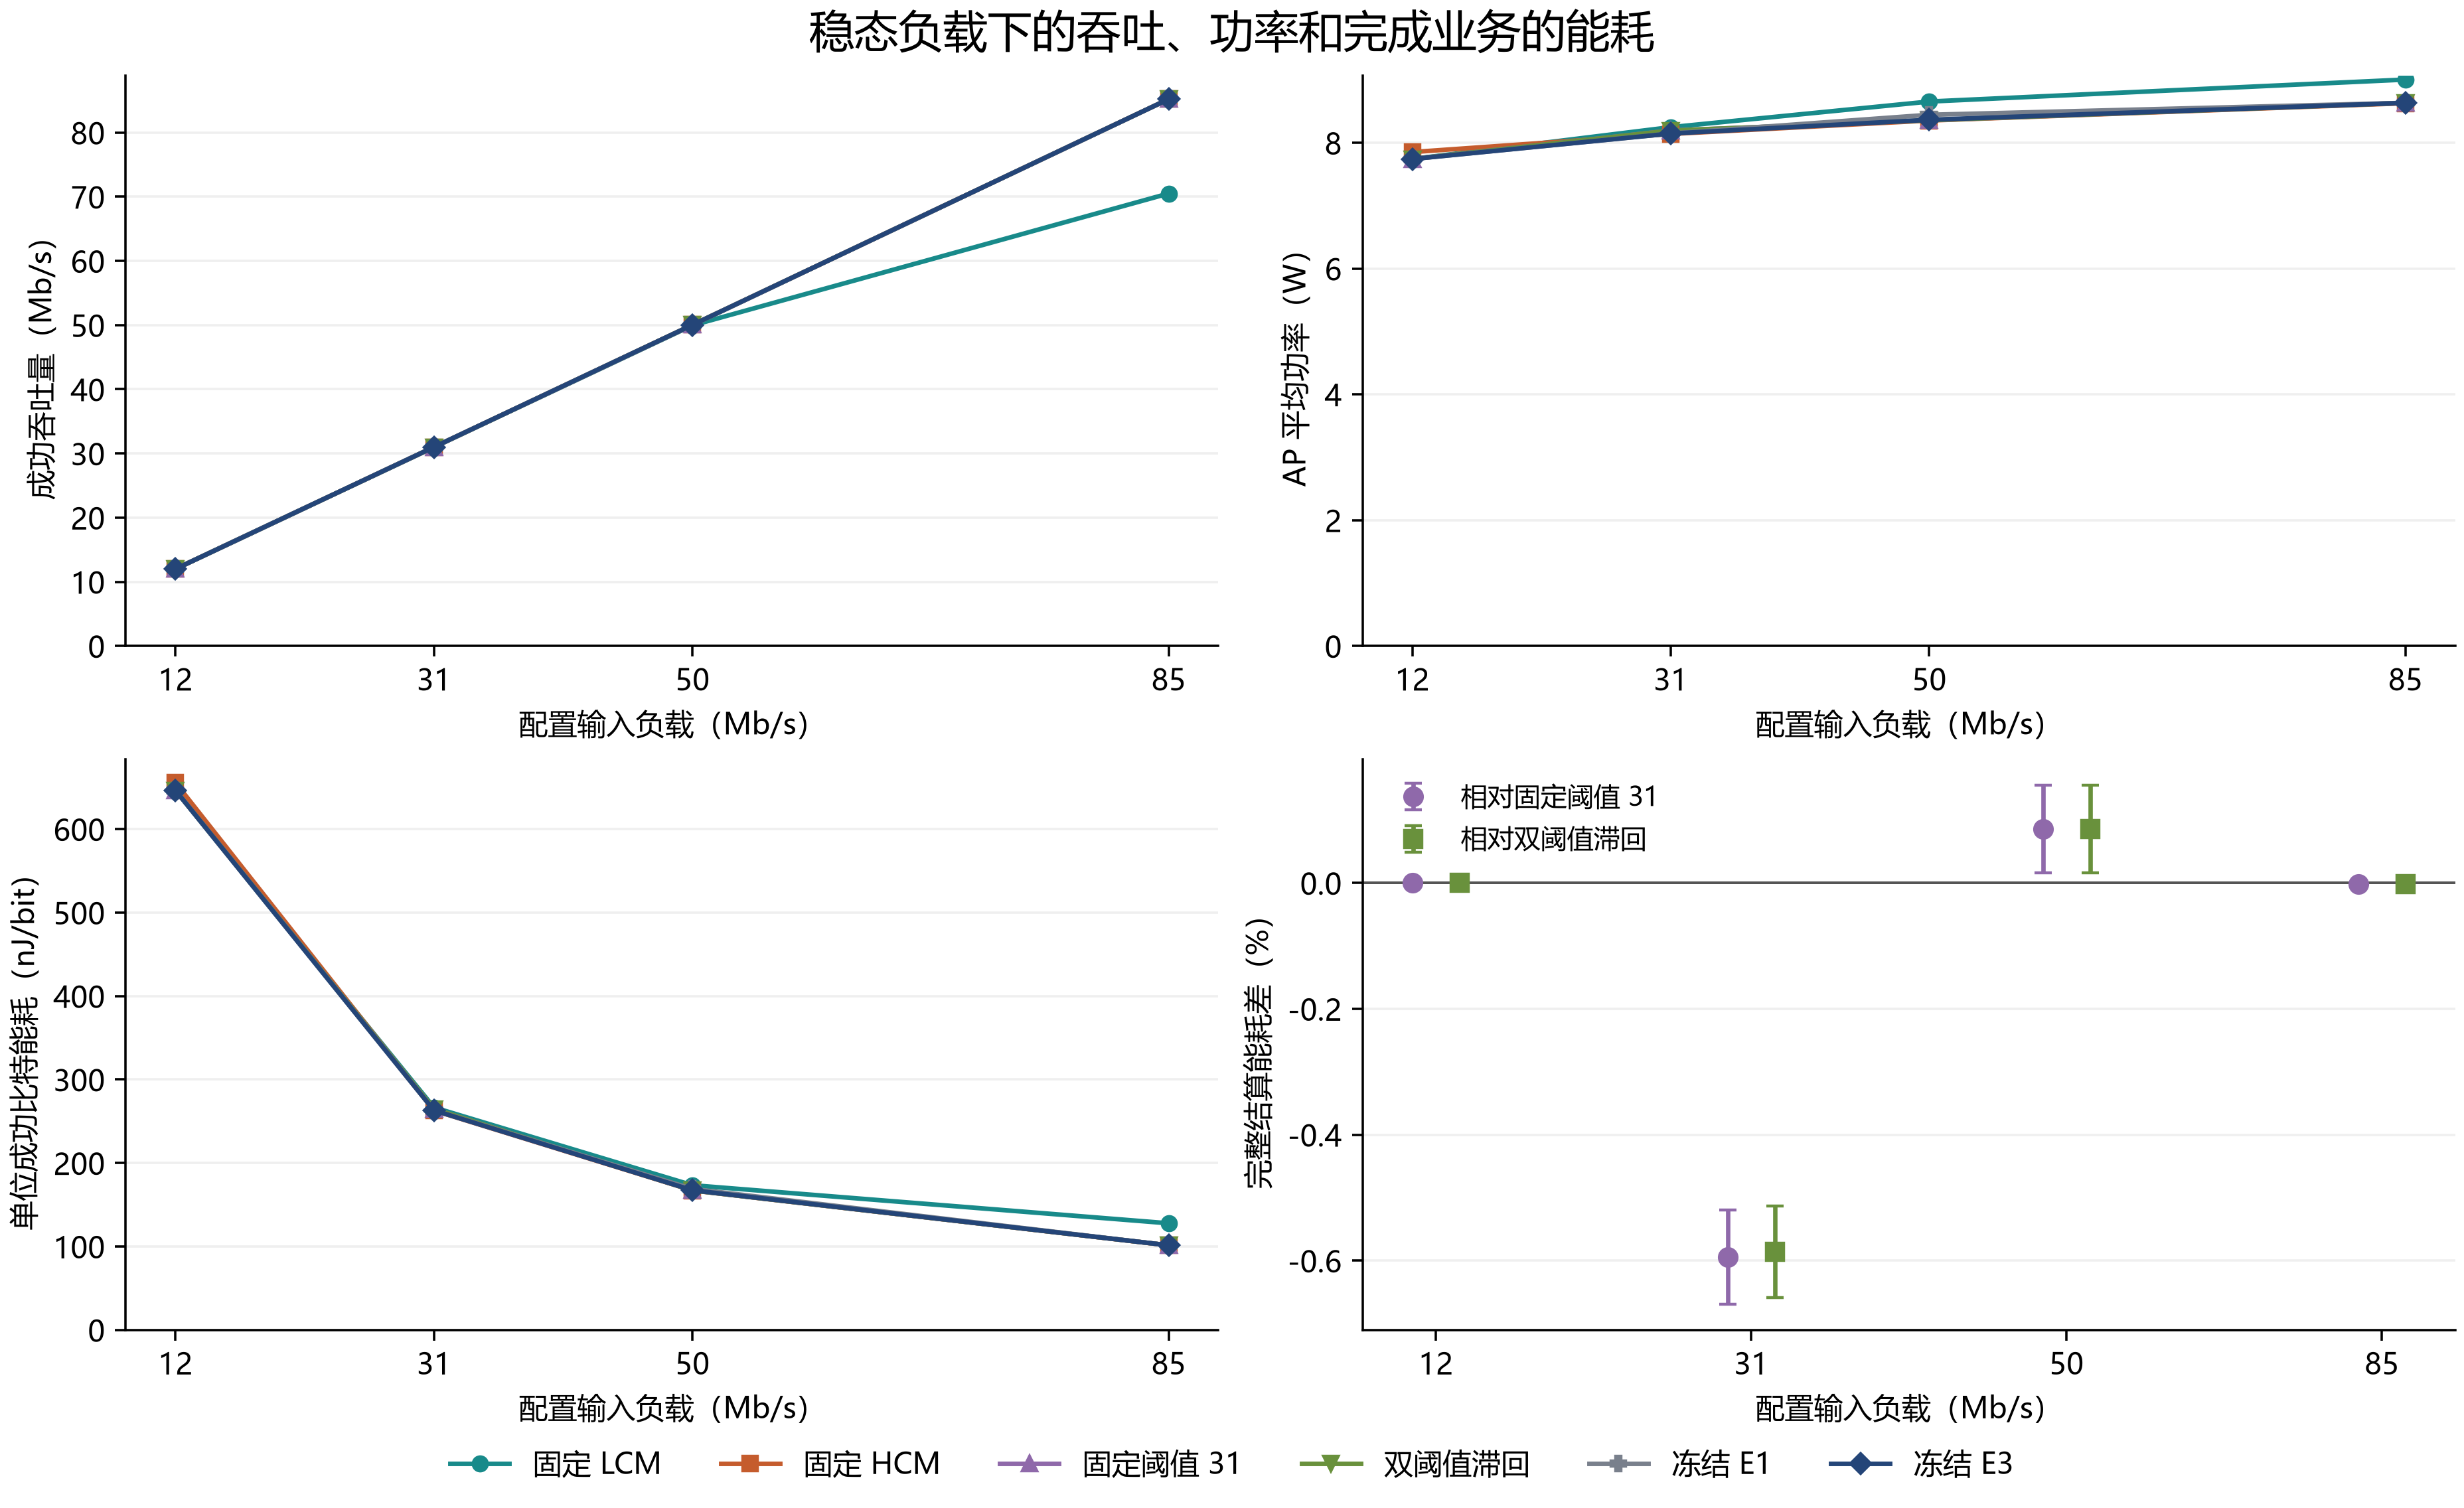 稳态负载下的吞吐、功率和完成业务的能耗
成功吞吐量（Mb/s）
80
70
60
50
40
30
20
10
0
12 31 50 85
配置输入负载（Mb/s）
AP 平均功率（W）
8
6
4
2
0
12 31 50 85
配置输入负载（Mb/s）
单位成功比特能耗（nJ/bit）
600
500
400
300
200
100
0
12 31 50 85
配置输入负载（Mb/s）
完整结算能耗差（%）
相对固定阈值 31
相对双阈值滞回
0.0
-0.2
-0.4
-0.6
12 31 50 85
配置输入负载（Mb/s）
固定 LCM 固定 HCM 固定阈值 31 双阈值滞回 冻结 E1 冻结 E3